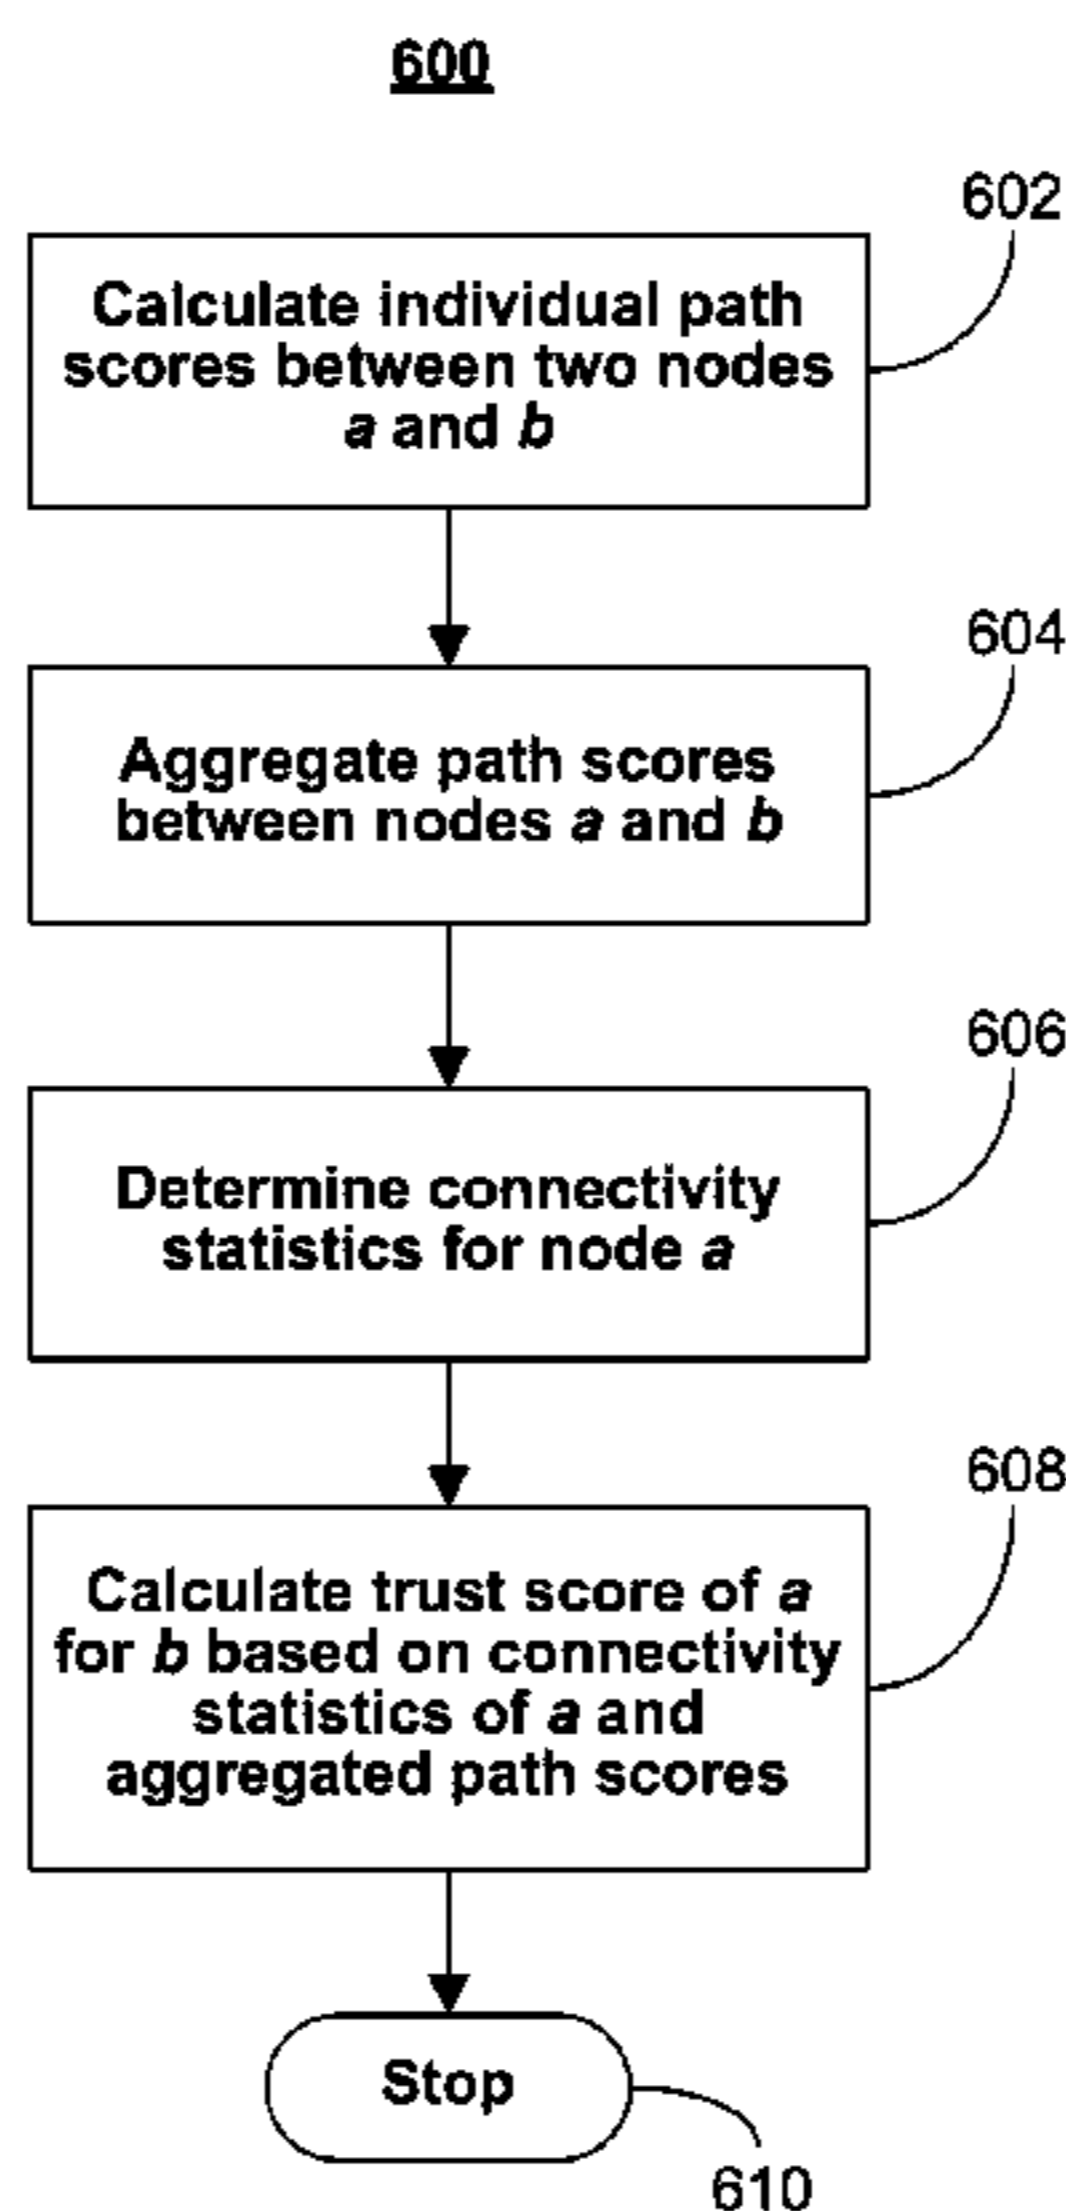 600
602
Calculate individual path
scores between two nodes
a and b
604
Aggregate path scores
between nodes a and b
606
Determine connectivity
statistics for node a
608
Calculate trust score of a
for b based on connectivity
statistics of a and
aggregated path scores
Stop
610